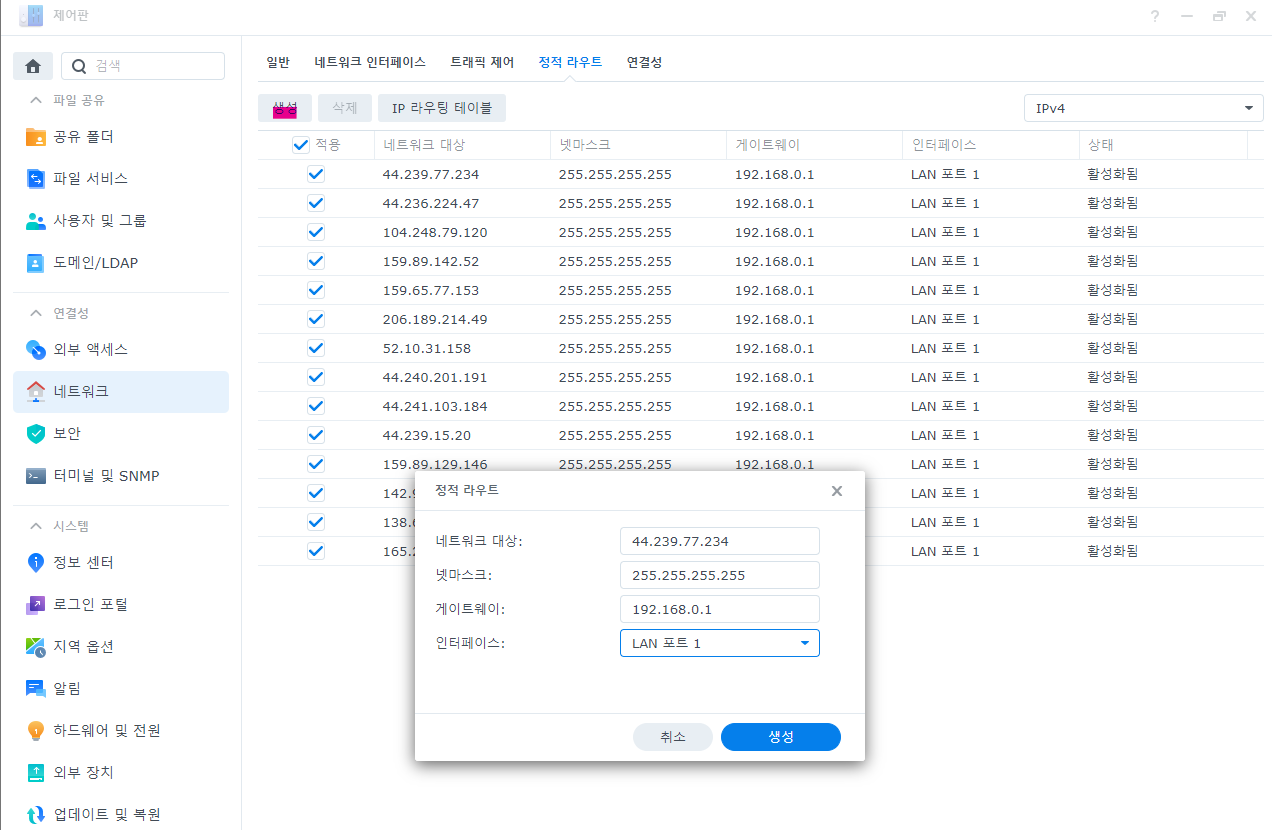 제어판
?
검색
파일 공유
공유 폴더
파일 서비스
사용자 및 그룹
도메인/LDAP
연결성
외부 액세스
네트워크
보안
터미널 및 SNMP
시스템
정보 센터
로그인 포털
지역 옵션
알림
하드웨어 및 전원
외부 장치
업데이트 및 복원
일반 네트워크 인터페이스 트래픽 제어 정적 라우트 연결성
생성 삭제 IP 라우팅 테이블 IPv4
적용 네트워크 대상 넷마스크 게이트웨이 인터페이스 상태
44.239.77.234 255.255.255.255 192.168.0.1 LAN 포트 1 활성화됨
44.236.224.47 255.255.255.255 192.168.0.1 LAN 포트 1 활성화됨
104.248.79.120 255.255.255.255 192.168.0.1 LAN 포트 1 활성화됨
159.89.142.52 255.255.255.255 192.168.0.1 LAN 포트 1 활성화됨
159.65.77.153 255.255.255.255 192.168.0.1 LAN 포트 1 활성화됨
206.189.214.49 255.255.255.255 192.168.0.1 LAN 포트 1 활성화됨
52.10.31.158 255.255.255.255 192.168.0.1 LAN 포트 1 활성화됨
44.240.201.191 255.255.255.255 192.168.0.1 LAN 포트 1 활성화됨
44.241.103.184 255.255.255.255 192.168.0.1 LAN 포트 1 활성화됨
44.239.15.20 255.255.255.255 192.168.0.1 LAN 포트 1 활성화됨
159.89.129.146 255.255.255.255 192.168.0.1 LAN 포트 1 활성화됨
142. LAN 포트 1 활성화됨
138. LAN 포트 1 활성화됨
165. LAN 포트 1 활성화됨
정적 라우트
네트워크 대상: 44.239.77.234
넷마스크: 255.255.255.255
게이트웨이: 192.168.0.1
인터페이스: LAN 포트 1
취소 생성